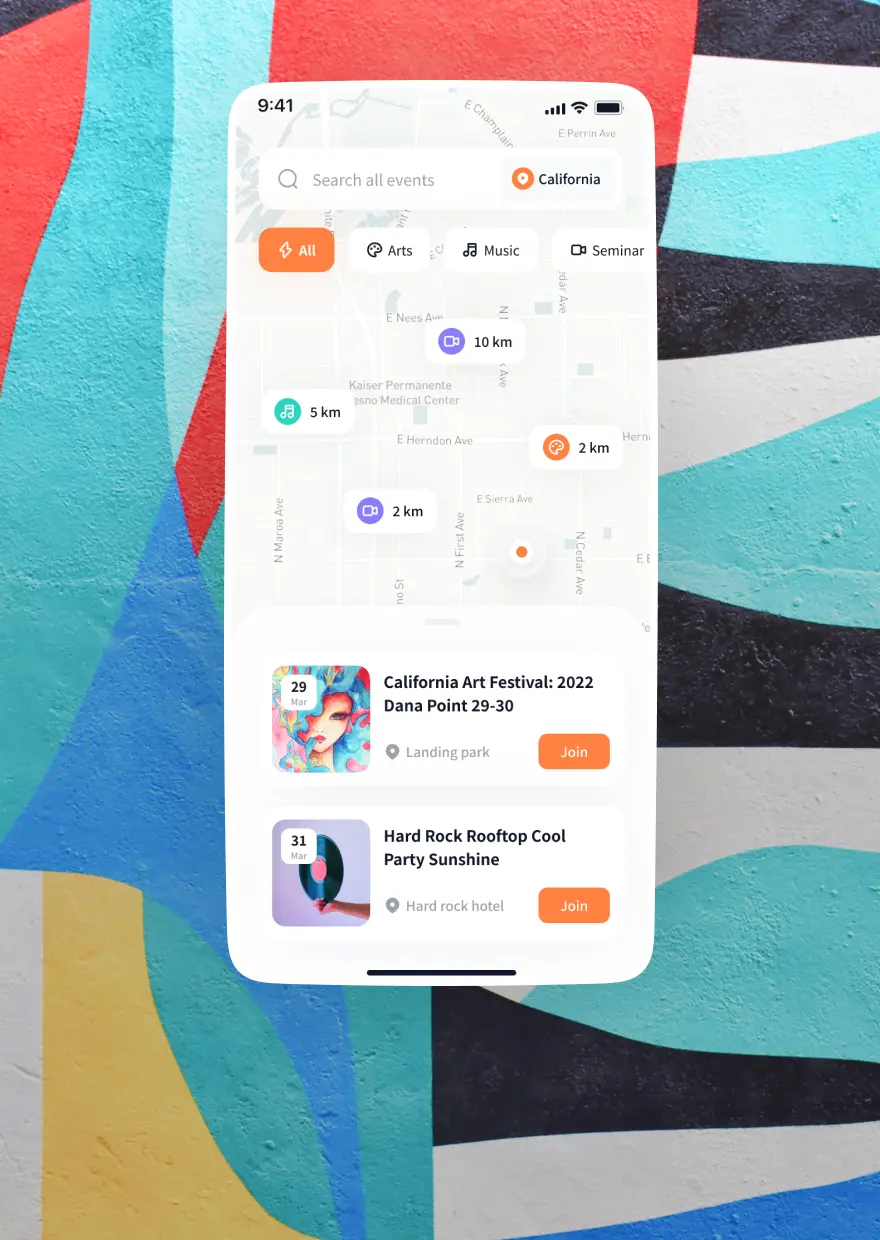 9:41
E Champlain
E Perrin Ave
Search all events
California
All
Arts
Music
Seminar
E Nees Ave
10 km
Kaiser Permanente
esno Medical Center
5 km
E Herndon Ave
2 km
Hern
2 km
E Sierra Ave
N Maroa Ave
N First Ave
N Cedar Ave
29
Mar
California Art Festival: 2022
Dana Point 29-30
Landing park
Join
31
Mar
Hard Rock Rooftop Cool
Party Sunshine
Hard rock hotel
Join